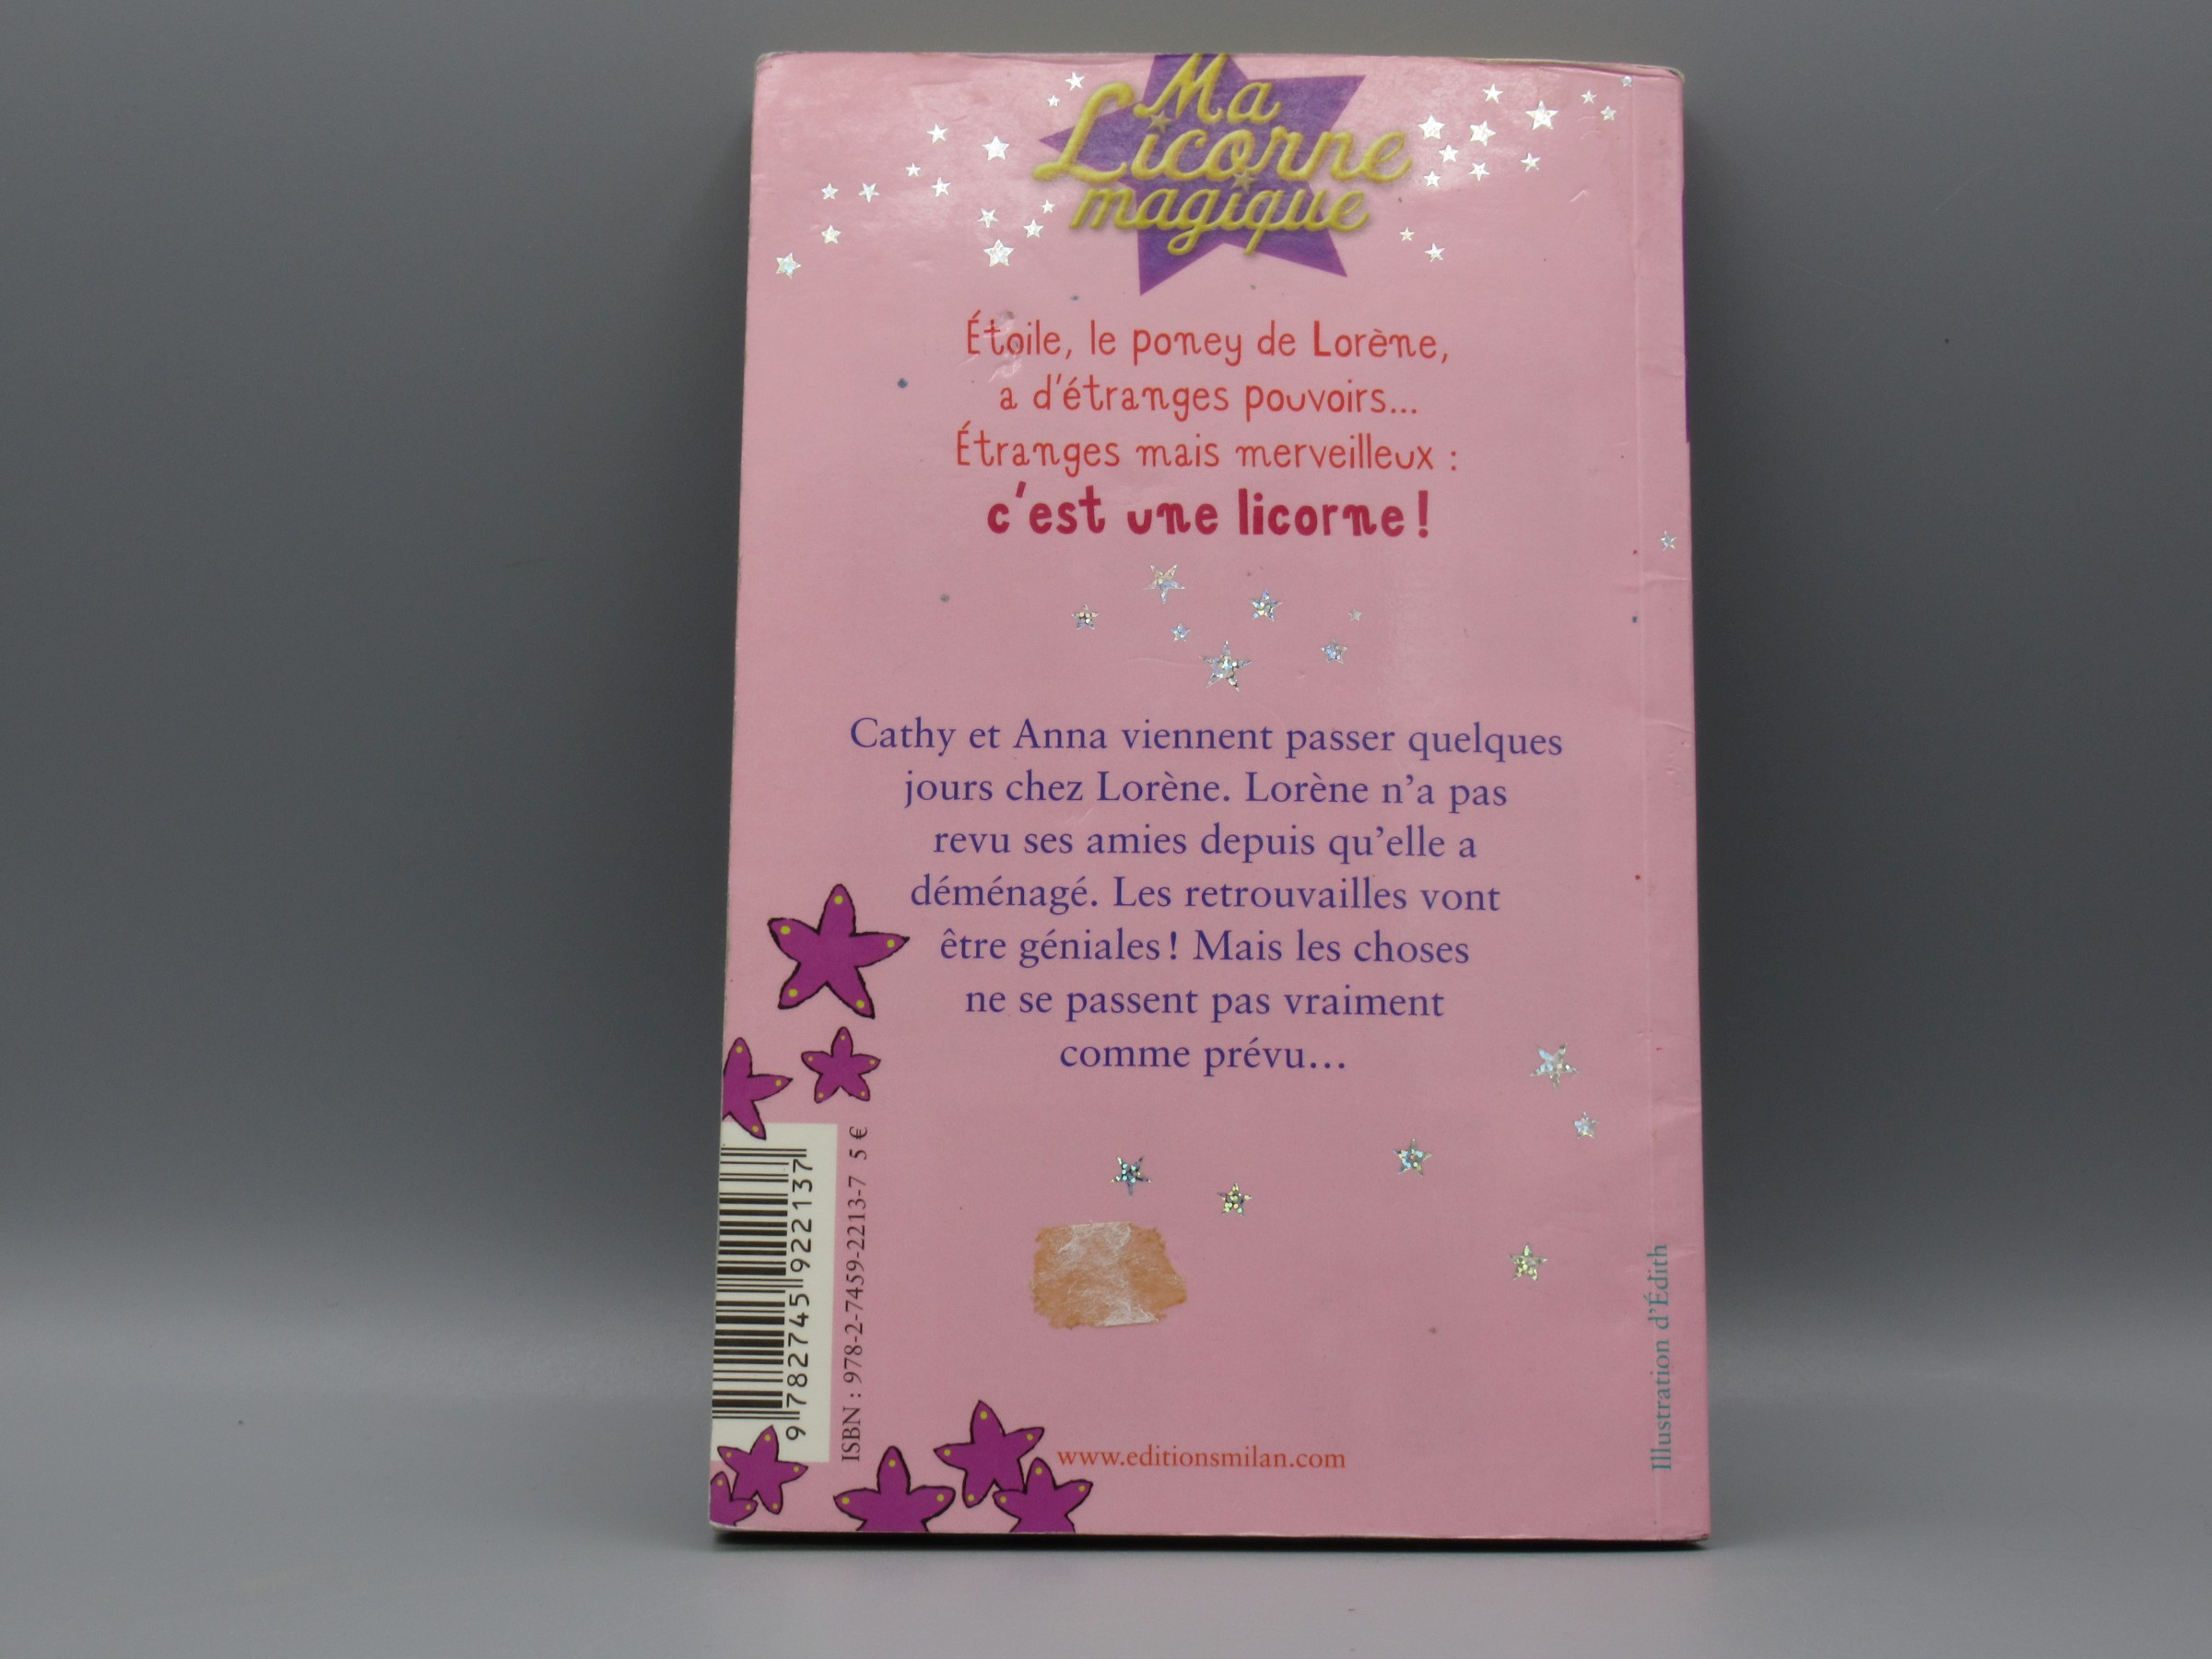 Ma
Licorne
magique
Étoile, le poney de Lorène,
a d'étranges pouvoirs...
Étranges mais merveilleux :
c'est une licorne !
Cathy et Anna viennent passer quelques
jours chez Lorène. Lorène n'a pas
revu ses amies depuis qu'elle a
déménagé. Les retrouvailles vont
être géniales ! Mais les choses
ne se passent pas vraiment
comme prévu...
9 782745 922137
ISBN : 978-2-7459-2213-7 5 €
www.editionsmilan.com
Illustration d'Édith